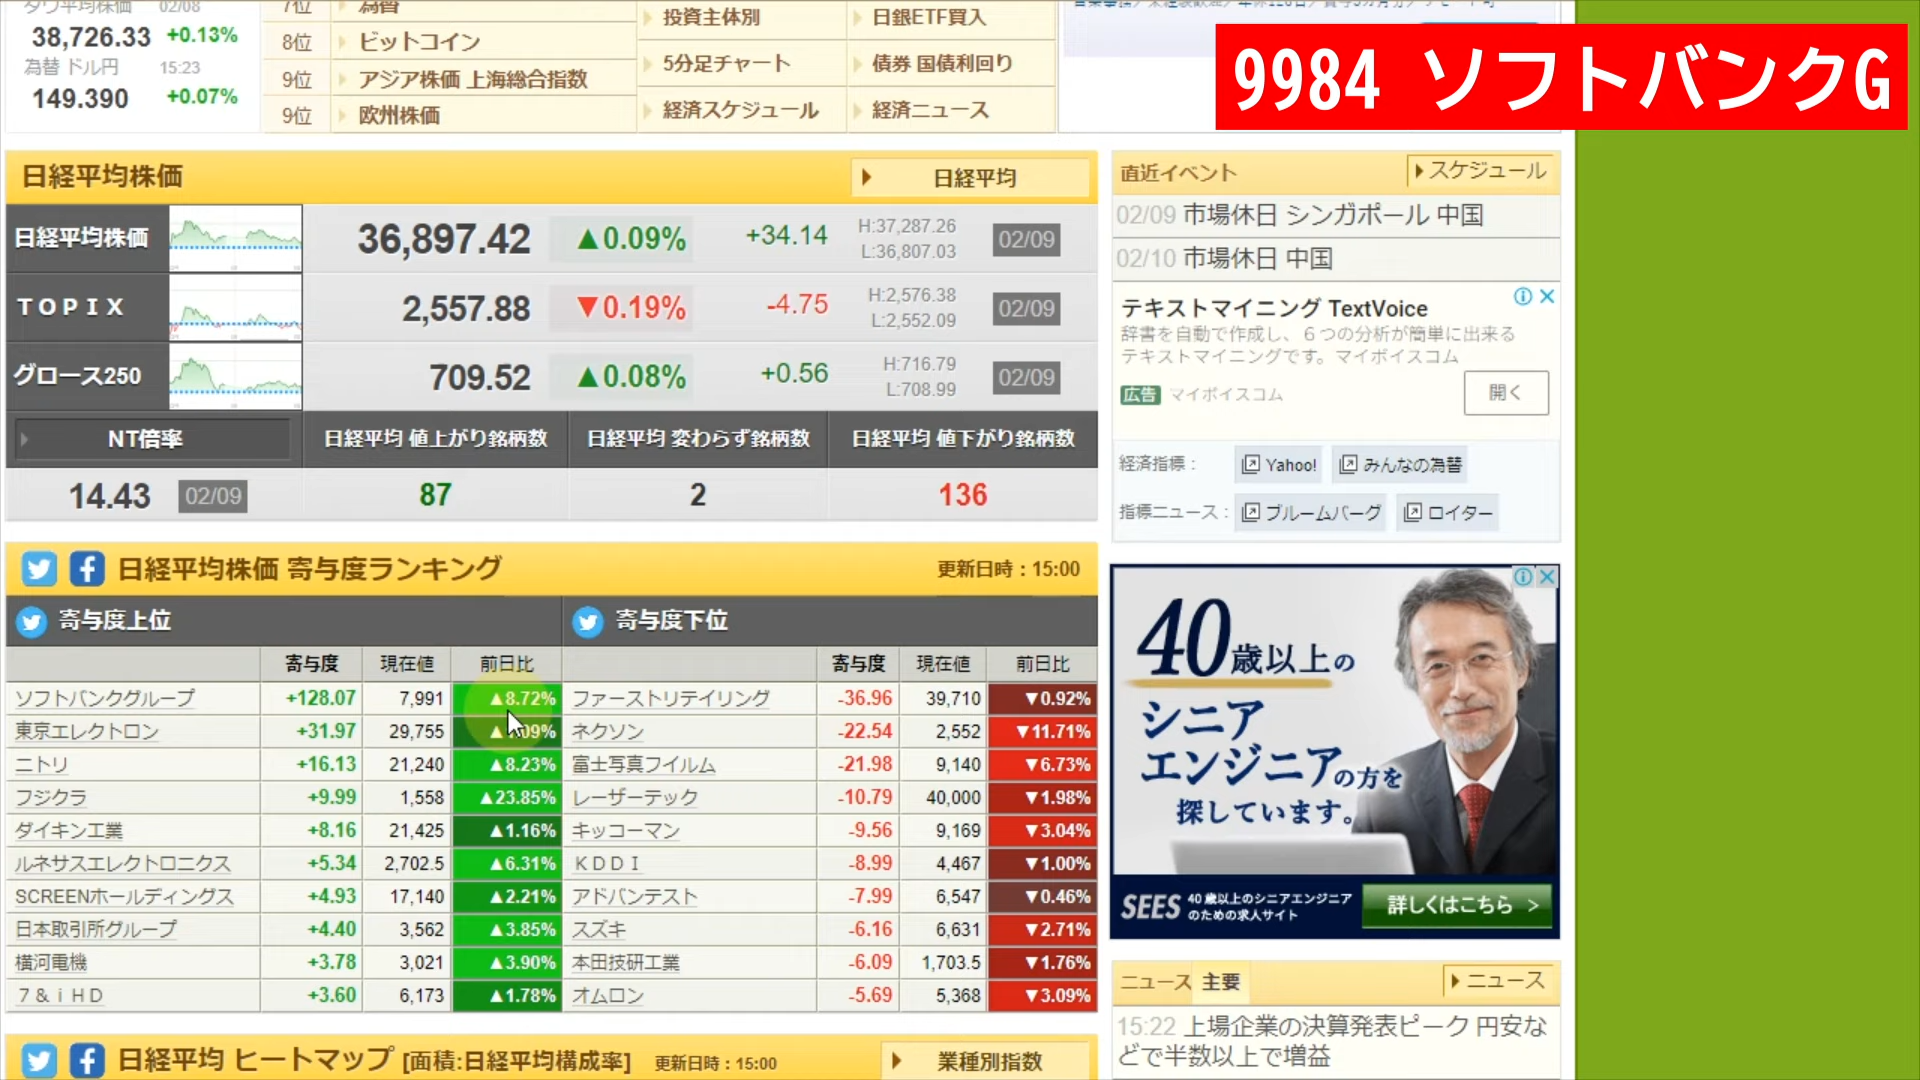 ダウ平均株価 02/08
38,726.33 +0.13%
為替 ドル円 15:23
149.390 +0.07%
7位 為替
8位 ビットコイン
9位 アジア株価 上海総合指数
9位 欧州株価
投資主体別 日銀ETF買入
5分足チャート 債券 国債利回り
経済スケジュール 経済ニュース
9984 ソフトバンクG
日経平均株価 日経平均
日経平均株価 36,897.42 ▲0.09% +34.14 H:37,287.26 L:36,807.03 02/09
TOPIX 2,557.88 ▼0.19% -4.75 H:2,576.38 L:2,552.09 02/09
グロース250 709.52 ▲0.08% +0.56 H:716.79 L:708.99 02/09
NT倍率 日経平均 値上がり銘柄数 日経平均 変わらず銘柄数 日経平均 値下がり銘柄数
14.43 02/09 87 2 136
日経平均株価 寄与度ランキング 更新日時：15:00
寄与度上位 寄与度下位
寄与度 現在値 前日比 寄与度 現在値 前日比
ソフトバンクグループ +128.07 7,991 ▲8.72% ファーストリテイリング -36.96 39,710 ▼0.92%
東京エレクトロン +31.97 29,755 ネクソン -22.54 2,552 ▼11.71%
ニトリ +16.13 21,240 ▲8.23% 富士写真フイルム -21.98 9,140 ▼6.73%
フジクラ +9.99 1,558 ▲23.85% レーザーテック -10.79 40,000 ▼1.98%
ダイキン工業 +8.16 21,425 ▲1.16% キッコーマン -9.56 9,169 ▼3.04%
ルネサスエレクトロニクス +5.34 2,702.5 ▲6.31% ＫＤＤＩ -8.99 4,467 ▼1.00%
SCREENホールディングス +4.93 17,140 ▲2.21% アドバンテスト -7.99 6,547 ▼0.46%
日本取引所グループ +4.40 3,562 ▲3.85% スズキ -6.16 6,631 ▼2.71%
横河電機 +3.78 3,021 ▲3.90% 本田技研工業 -6.09 1,703.5 ▼1.76%
７＆ｉＨＤ +3.60 6,173 ▲1.78% オムロン -5.69 5,368 ▼3.09%
日経平均 ヒートマップ [面積:日経平均構成率] 更新日時：15:00 業種別指数
直近イベント スケジュール
02/09 市場休日 シンガポール 中国
02/10 市場休日 中国
テキストマイニング TextVoice
辞書を自動で作成し、６つの分析が簡単に出来る
テキストマイニングです。マイボイスコム
広告 マイボイスコム 開く
経済指標： Yahoo! みんなの為替
指標ニュース： ブルームバーグ ロイター
40歳以上の
シニア
エンジニアの方を
探しています。
SEES 40歳以上のシニアエンジニア
のための求人サイト
詳しくはこちら >
ニュース 主要 ニュース
15:22 上場企業の決算発表ピーク 円安な
どで半数以上で増益